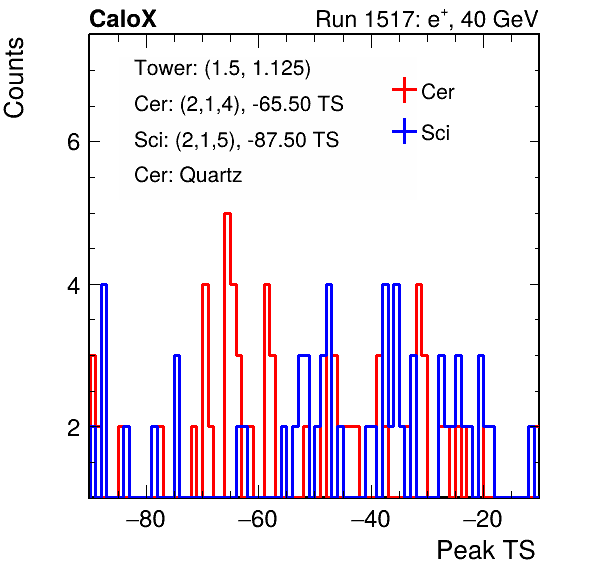 CaloX Run 1517: e⁺, 40 GeV
Counts
Tower: (1.5, 1.125)
Cer: (2,1,4), -65.50 TS
Sci: (2,1,5), -87.50 TS
Cer: Quartz
Cer
Sci
6
4
2
−80 −60 −40 −20
Peak TS